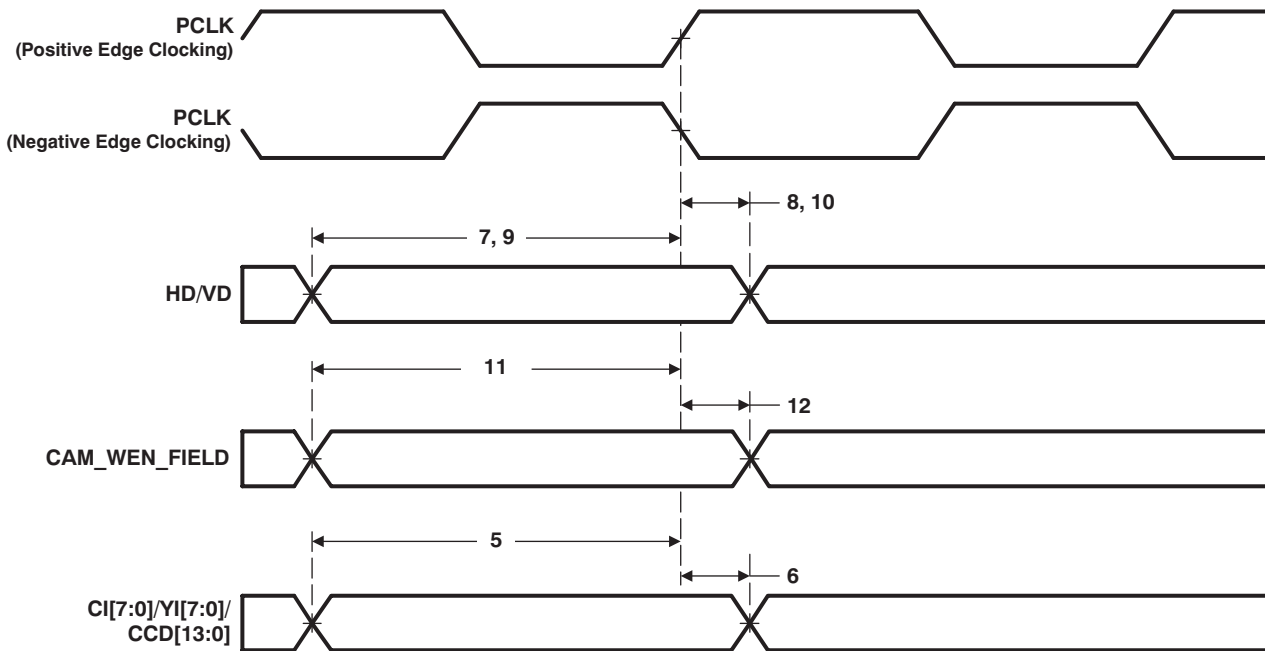 PCLK
(Positive Edge Clocking)
PCLK
(Negative Edge Clocking)
8, 10
7, 9
HD/VD
11
12
CAM_WEN_FIELD
5
6
CI[7:0]/YI[7:0]/
CCD[13:0]